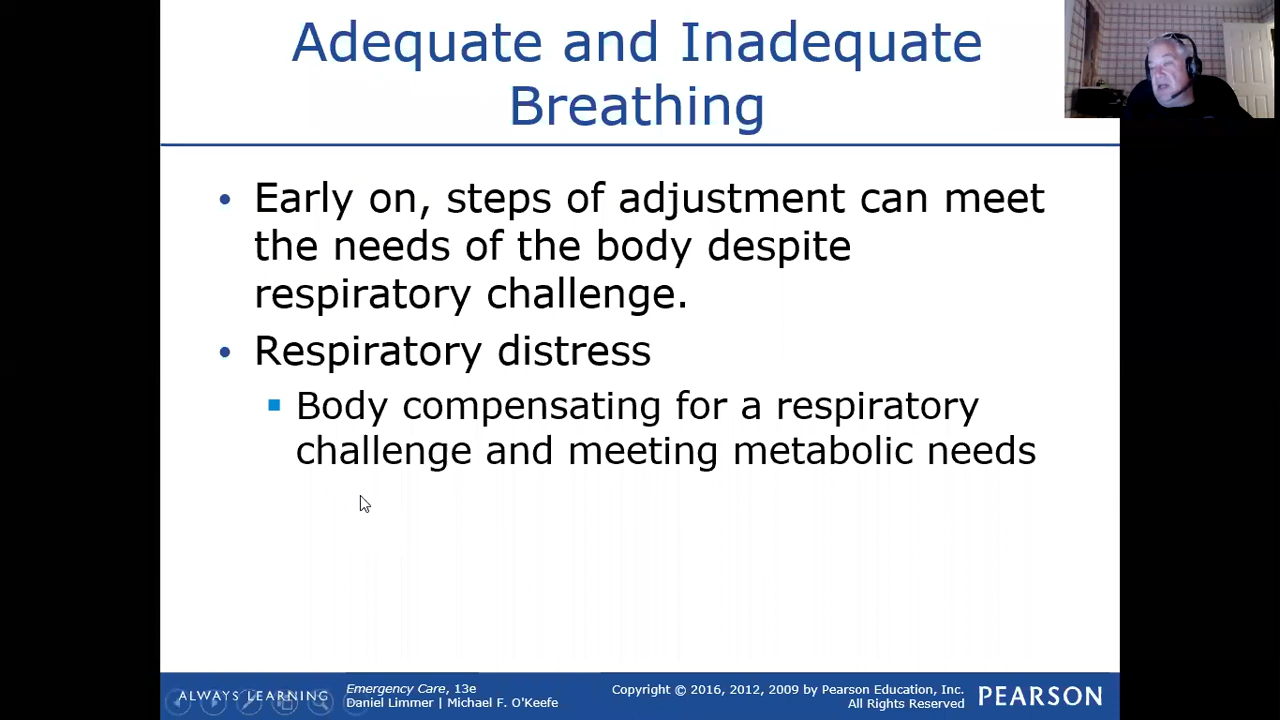 Adequate and Inadequate
Breathing
• Early on, steps of adjustment can meet
the needs of the body despite
respiratory challenge.
• Respiratory distress
▪ Body compensating for a respiratory
challenge and meeting metabolic needs
ALWAYS LEARNING
Emergency Care, 13e
Daniel Limmer | Michael F. O'Keefe
Copyright © 2016, 2012, 2009 by Pearson Education, Inc.
All Rights Reserved
PEARSON